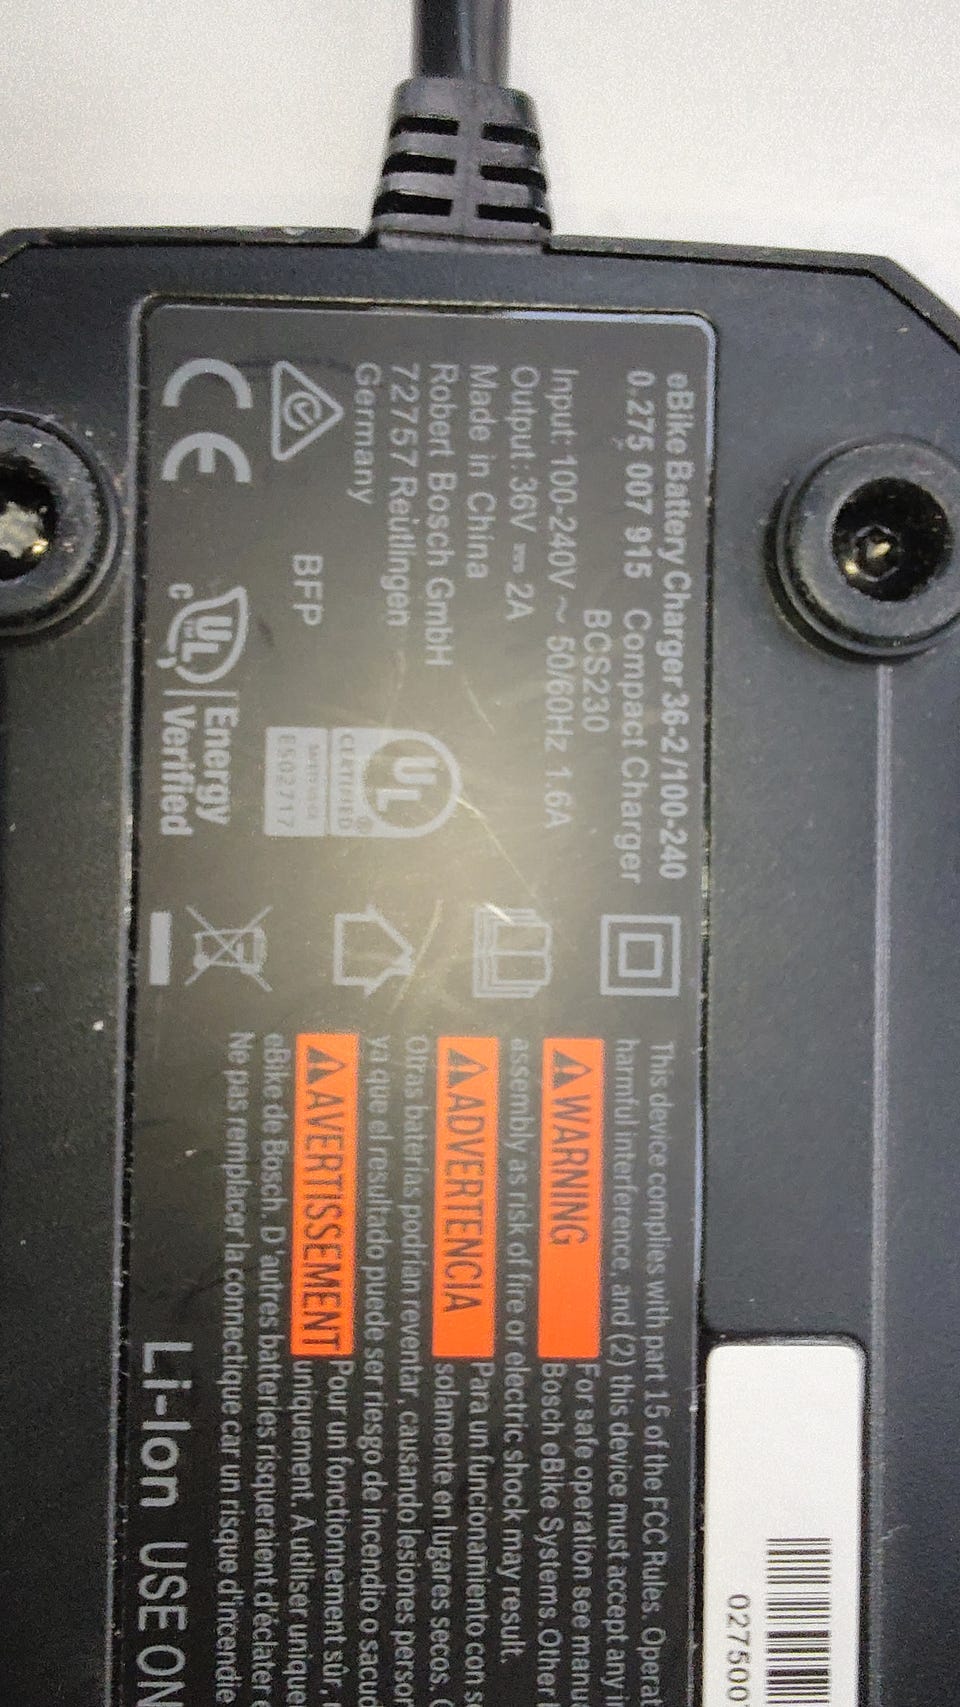 eBike Battery Charger 36-2/100-240
0.275 007 915 Compact Charger
BCS230
Input: 100-240V ~ 50/60Hz 1.6A
Output: 36V ⎓ 2A
Made in China
Robert Bosch GmbH
72757 Reutlingen
Germany
BFP
UL
CERTIFIED
E502717
CE
c UL us
Energy
Verified
This device complies with part 15 of the FCC Rules. Operat
harmful interference, and (2) this device must accept any i
⚠WARNING For safe operation see manu
Bosch eBike Systems. Other
assembly as risk of fire or electric shock may result.
⚠ADVERTENCIA Para un funcionamiento con s
solamente en lugares secos. (
Otras baterías podrían reventar, causando lesiones person
ya que el resultado puede ser riesgo de incendio o sacud
⚠AVERTISSEMENT Pour un fonctionnement sûr, r
uniquement. A utiliser unique
eBike de Bosch. D'autres batteries risqueraient d'éclater e
Ne pas remplacer la connectique car un risque d'incendie
Li-Ion USE ON
027500